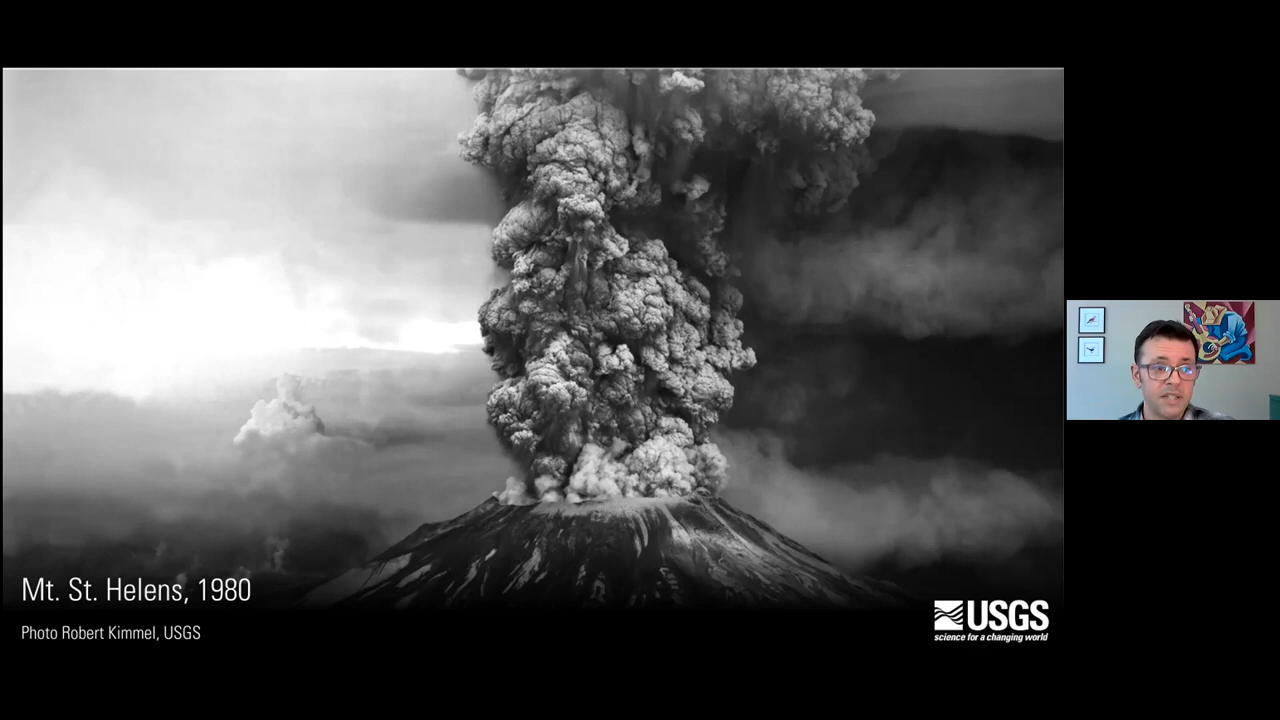 Mt. St. Helens, 1980
Photo Robert Kimmel, USGS
USGS
science for a changing world